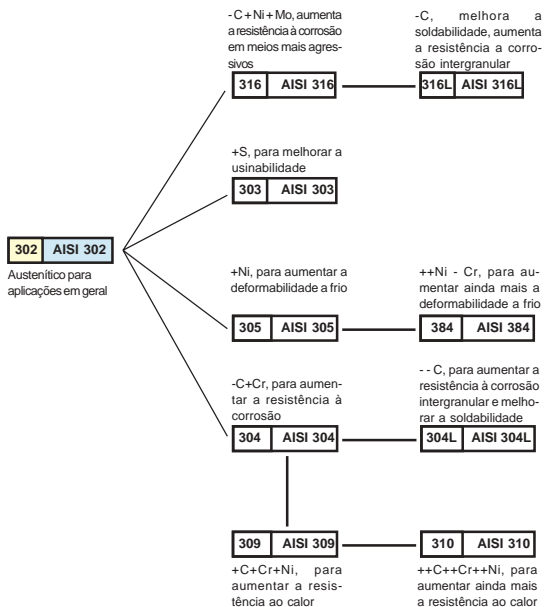 -C+Ni+Mo, aumenta
a resistência à corrosão
em meios mais agres-
sivos
316 AISI 316
-C, melhora a
soldabilidade, aumenta
a resistência a corro-
são intergranular
316L AISI 316L
+S, para melhorar a
usinabilidade
303 AISI 303
302 AISI 302
Austenítico para
aplicações em geral
+Ni, para aumentar a
deformabilidade a frio
305 AISI 305
++Ni - Cr, para au-
mentar ainda mais a
deformabilidade a frio
384 AISI 384
-C+Cr, para aumen-
tar a resistência à
corrosão
304 AISI 304
- - C, para aumentar a
resistência à corrosão
intergranular e melho-
rar a soldabilidade
304L AISI 304L
309 AISI 309
+C+Cr+Ni, para
aumentar a resis-
tência ao calor
310 AISI 310
++C++Cr++Ni, para
aumentar ainda mais
a resistência ao calor